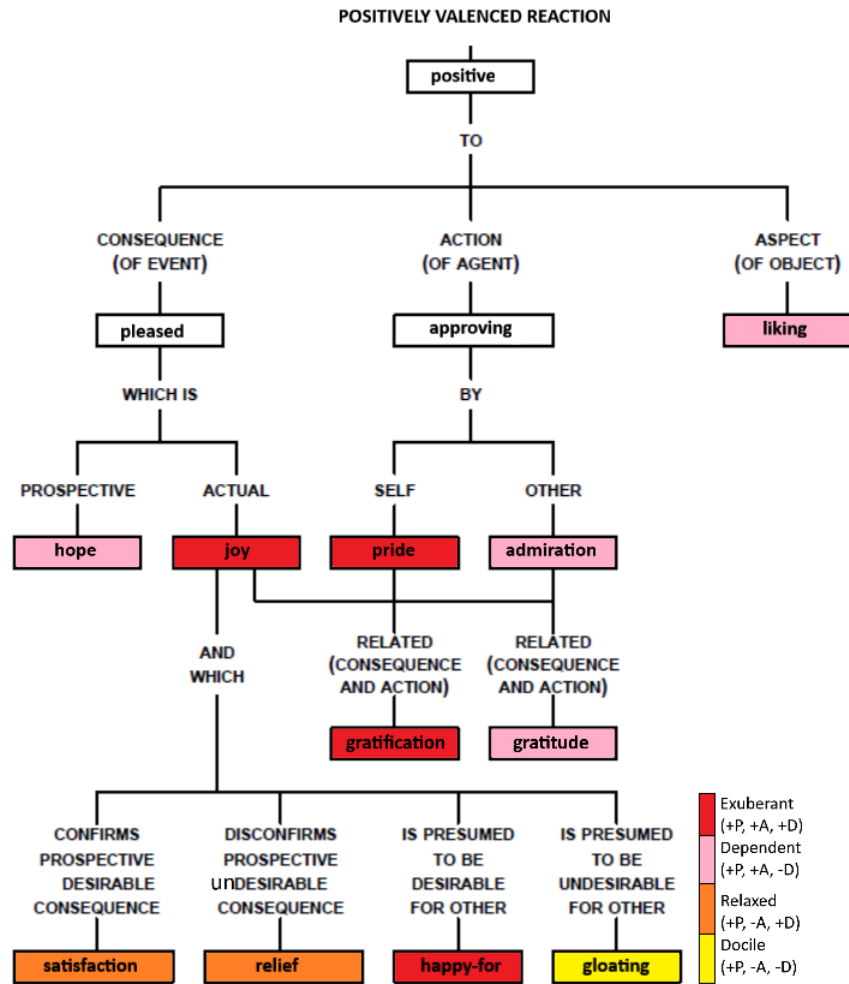 POSITIVELY VALENCED REACTION
positive
TO
CONSEQUENCE
(OF EVENT)
ACTION
(OF AGENT)
ASPECT
(OF OBJECT)
pleased
approving
liking
WHICH IS
BY
PROSPECTIVE
ACTUAL
SELF
OTHER
hope
joy
pride
admiration
AND
WHICH
RELATED
(CONSEQUENCE
AND ACTION)
RELATED
(CONSEQUENCE
AND ACTION)
gratification
gratitude
CONFIRMS
PROSPECTIVE
DESIRABLE
CONSEQUENCE
DISCONFIRMS
PROSPECTIVE
unDESIRABLE
CONSEQUENCE
IS PRESUMED
TO BE
DESIRABLE
FOR OTHER
IS PRESUMED
TO BE
UNDESIRABLE
FOR OTHER
satisfaction
relief
happy-for
gloating
Exuberant
(+P, +A, +D)
Dependent
(+P, +A, -D)
Relaxed
(+P, -A, +D)
Docile
(+P, -A, -D)